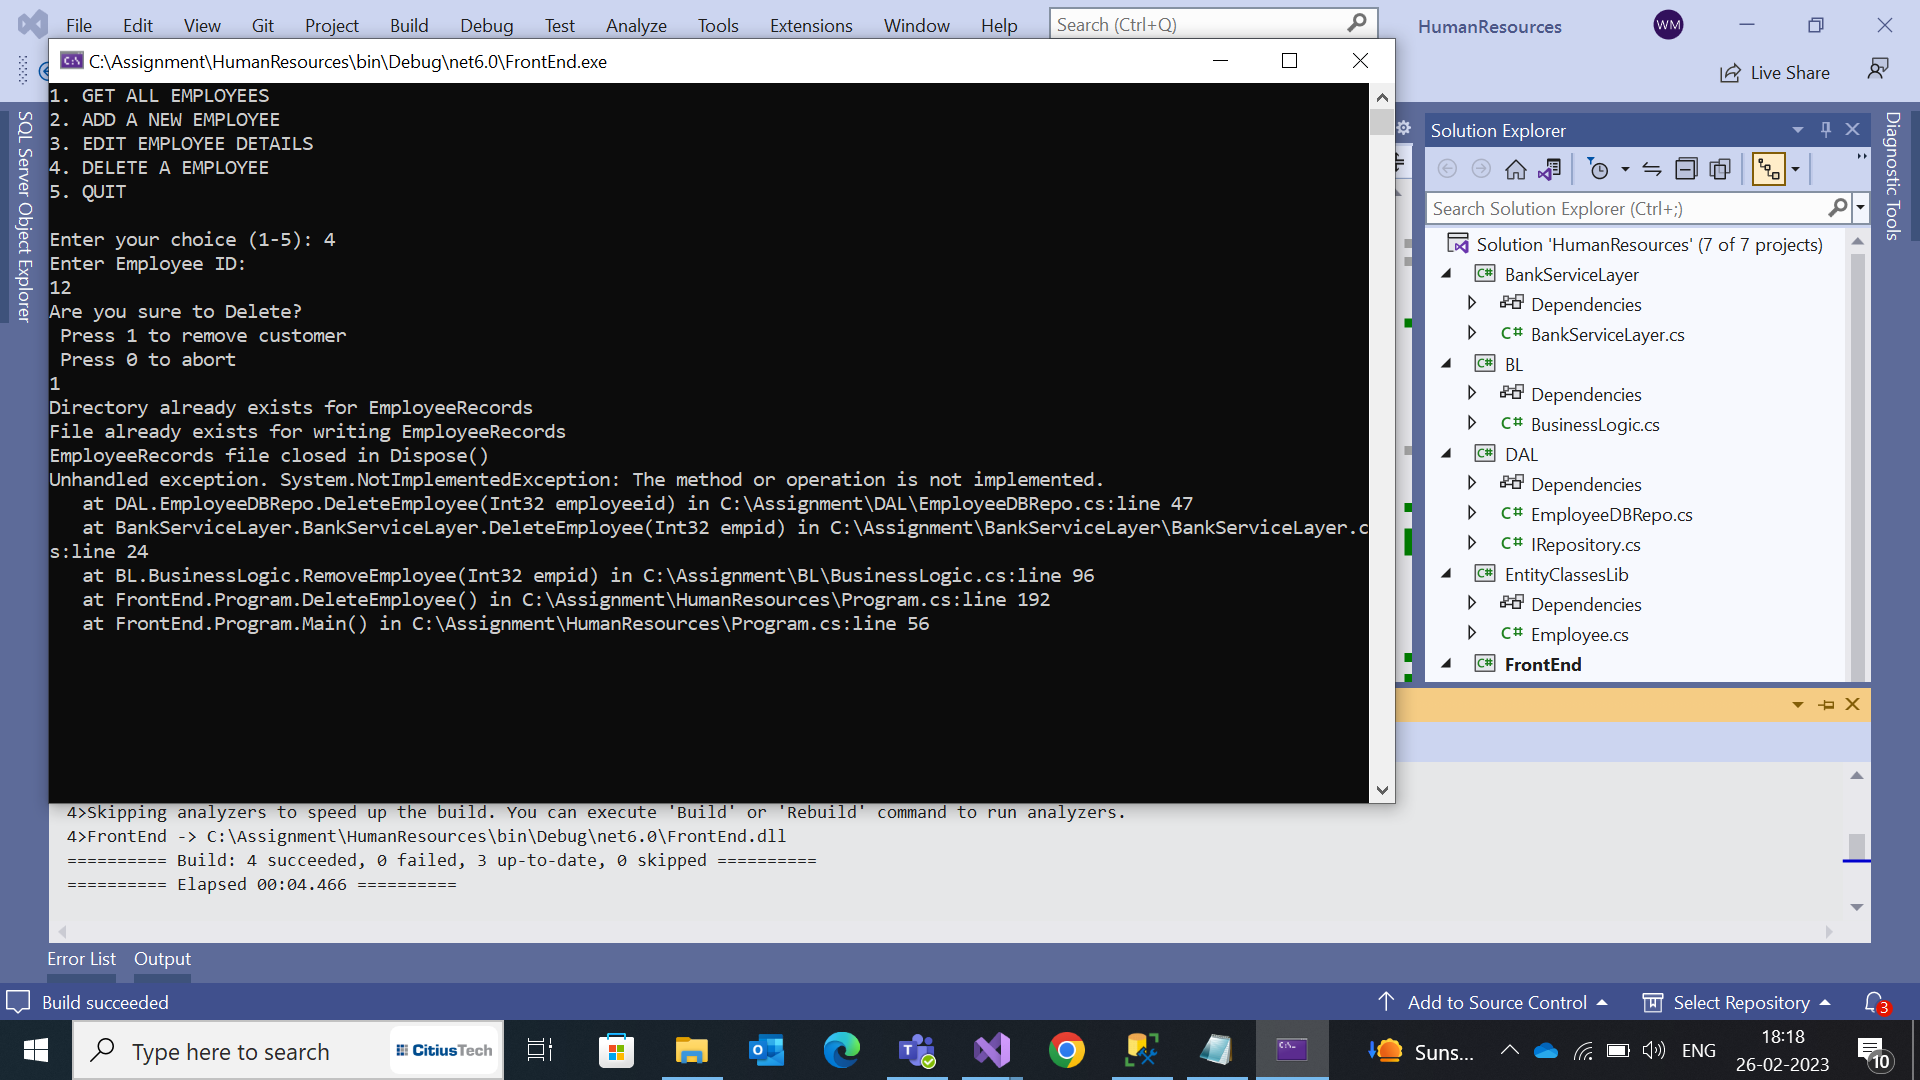 File Edit View Git Project Build Debug Test Analyze Tools Extensions Window Help Search (Ctrl+Q) HumanResources WM
C:\Assignment\HumanResources\bin\Debug\net6.0\FrontEnd.exe
Live Share
1. GET ALL EMPLOYEES
2. ADD A NEW EMPLOYEE
3. EDIT EMPLOYEE DETAILS
4. DELETE A EMPLOYEE
5. QUIT
Enter your choice (1-5): 4
Enter Employee ID:
12
Are you sure to Delete?
Press 1 to remove customer
Press 0 to abort
1
Directory already exists for EmployeeRecords
File already exists for writing EmployeeRecords
EmployeeRecords file closed in Dispose()
Unhandled exception. System.NotImplementedException: The method or operation is not implemented.
at DAL.EmployeeDBRepo.DeleteEmployee(Int32 employeeid) in C:\Assignment\DAL\EmployeeDBRepo.cs:line 47
at BankServiceLayer.BankServiceLayer.DeleteEmployee(Int32 empid) in C:\Assignment\BankServiceLayer\BankServiceLayer.c
s:line 24
at BL.BusinessLogic.RemoveEmployee(Int32 empid) in C:\Assignment\BL\BusinessLogic.cs:line 96
at FrontEnd.Program.DeleteEmployee() in C:\Assignment\HumanResources\Program.cs:line 192
at FrontEnd.Program.Main() in C:\Assignment\HumanResources\Program.cs:line 56
SQL Server Object Explorer
Solution Explorer
Search Solution Explorer (Ctrl+;)
Solution 'HumanResources' (7 of 7 projects)
C# BankServiceLayer
Dependencies
C# BankServiceLayer.cs
C# BL
Dependencies
C# BusinessLogic.cs
C# DAL
Dependencies
C# EmployeeDBRepo.cs
C# IRepository.cs
C# EntityClassesLib
Dependencies
C# Employee.cs
C# FrontEnd
Diagnostic Tools
4>Skipping analyzers to speed up the build. You can execute 'Build' or 'Rebuild' command to run analyzers.
4>FrontEnd -> C:\Assignment\HumanResources\bin\Debug\net6.0\FrontEnd.dll
========== Build: 4 succeeded, 0 failed, 3 up-to-date, 0 skipped ==========
========== Elapsed 00:04.466 ==========
Error List Output
Build succeeded Add to Source Control Select Repository 3
Type here to search CitiusTech Suns... ENG 18:18
26-02-2023 10